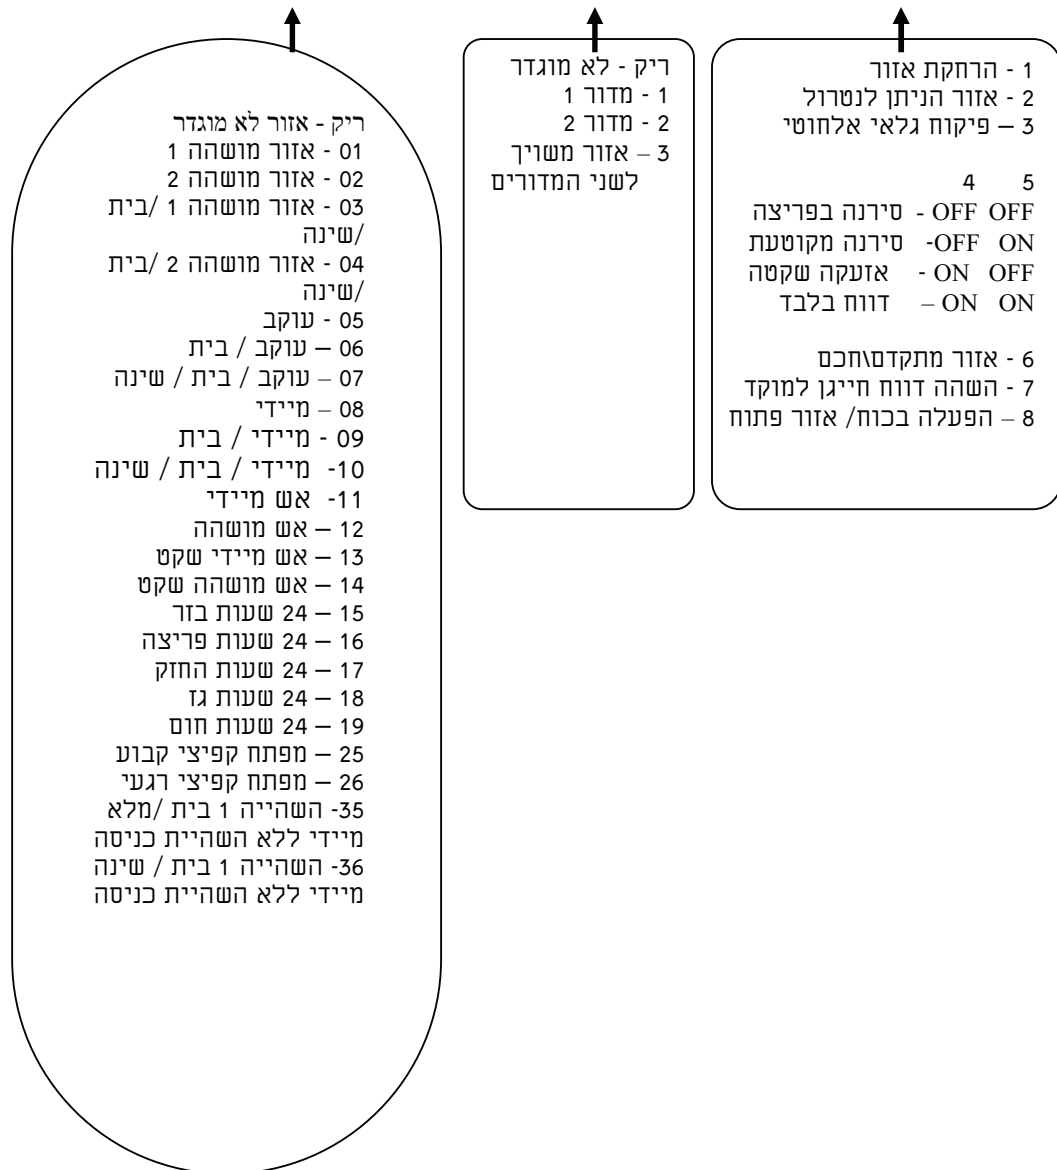 1 - הרחקת אזור
2 - אזור הניתן לנטרול
3 – פיקוח גלאי אלחוטי
5 4
OFF OFF - סירנה בפריצה
ON OFF- סירנה מקוטעת
OFF ON - אזעקה שקטה
ON ON – דווח בלבד
6 - אזור מתקדם\חכם
7 - השהה דווח חייגן למוקד
8 – הפעלה בכוח/ אזור פתוח
ריק - לא מוגדר
1 - מדור 1
2 - מדור 2
3 – אזור משויך
לשני המדורים
ריק - אזור לא מוגדר
01 - אזור מושהה 1
02 - אזור מושהה 2
03 - אזור מושהה 1 /בית
/שינה
04 - אזור מושהה 2 /בית
/שינה
05 - עוקב
06 – עוקב / בית
07 – עוקב / בית / שינה
08 – מיידי
09 - מיידי / בית
10- מיידי / בית / שינה
11- אש מיידי
12 – אש מושהה
13 – אש מיידי שקט
14 – אש מושהה שקט
15 – 24 שעות בזר
16 – 24 שעות פריצה
17 – 24 שעות החזק
18 – 24 שעות גז
19 – 24 שעות חום
25 – מפתח קפיצי קבוע
26 – מפתח קפיצי רגעי
35- השהייה 1 בית /מלא
מיידי ללא השהיית כניסה
36- השהייה 1 בית / שינה
מיידי ללא השהיית כניסה